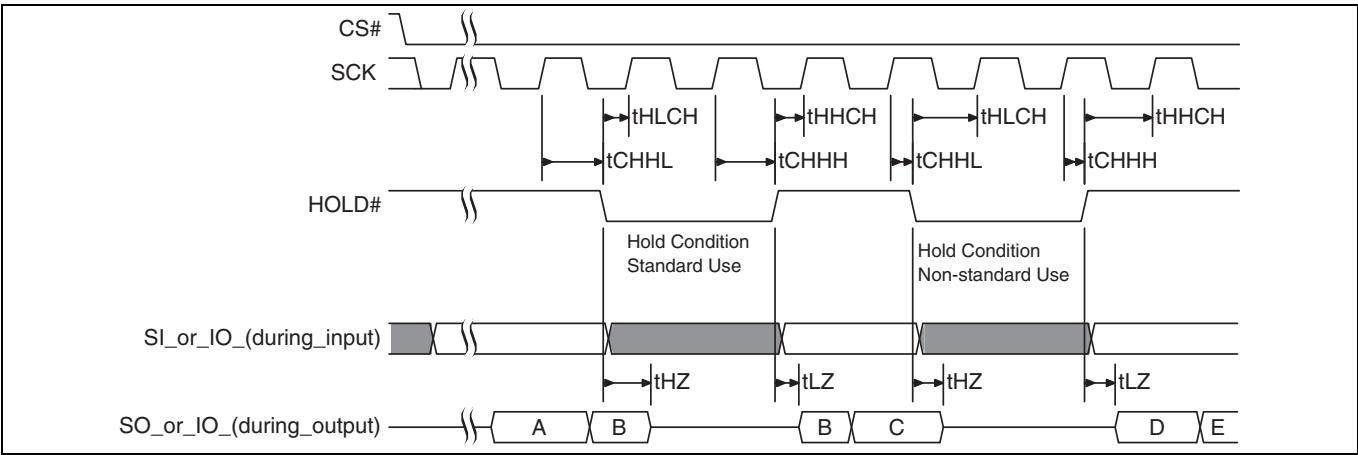 CS#
SCK
tHLCH tHHCH tHLCH tHHCH
tCHHL tCHHH tCHHL tCHHH
HOLD#
Hold Condition
Standard Use
Hold Condition
Non-standard Use
SI_or_IO_(during_input)
tHZ tLZ tHZ tLZ
SO_or_IO_(during_output) A B B C D E